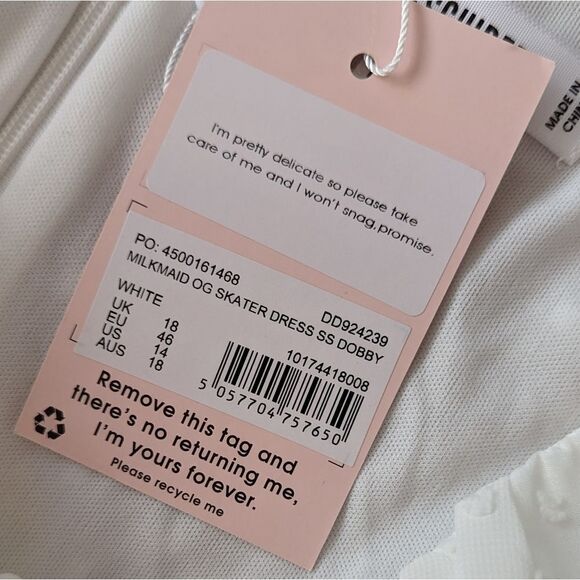 MADE IN
I'm pretty delicate so please take
care of me and I won't snag, promise.
PO: 4500161468
DD924239
MILKMAID OG SKATER DRESS SS DOBBY
WHITE
10174418008
UK 18
EU 46
US 14
AUS 18
5 057704 757650
Remove this tag and
there's no returning me,
I'm yours forever.
Please recycle me